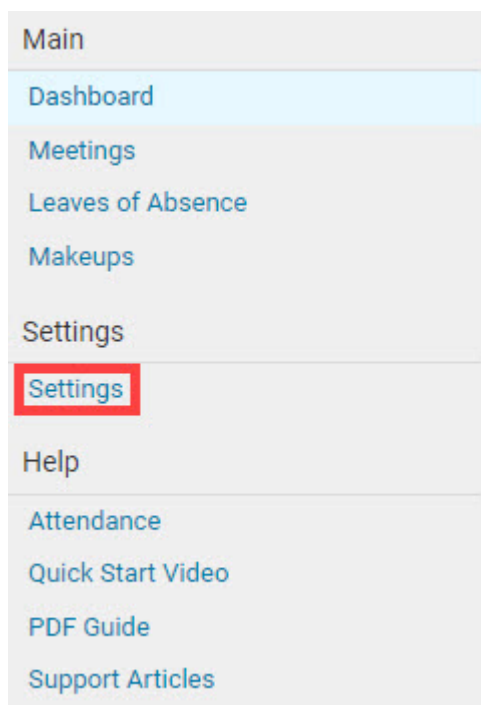 Main
Dashboard
Meetings
Leaves of Absence
Makeups
Settings
Settings
Help
Attendance
Quick Start Video
PDF Guide
Support Articles